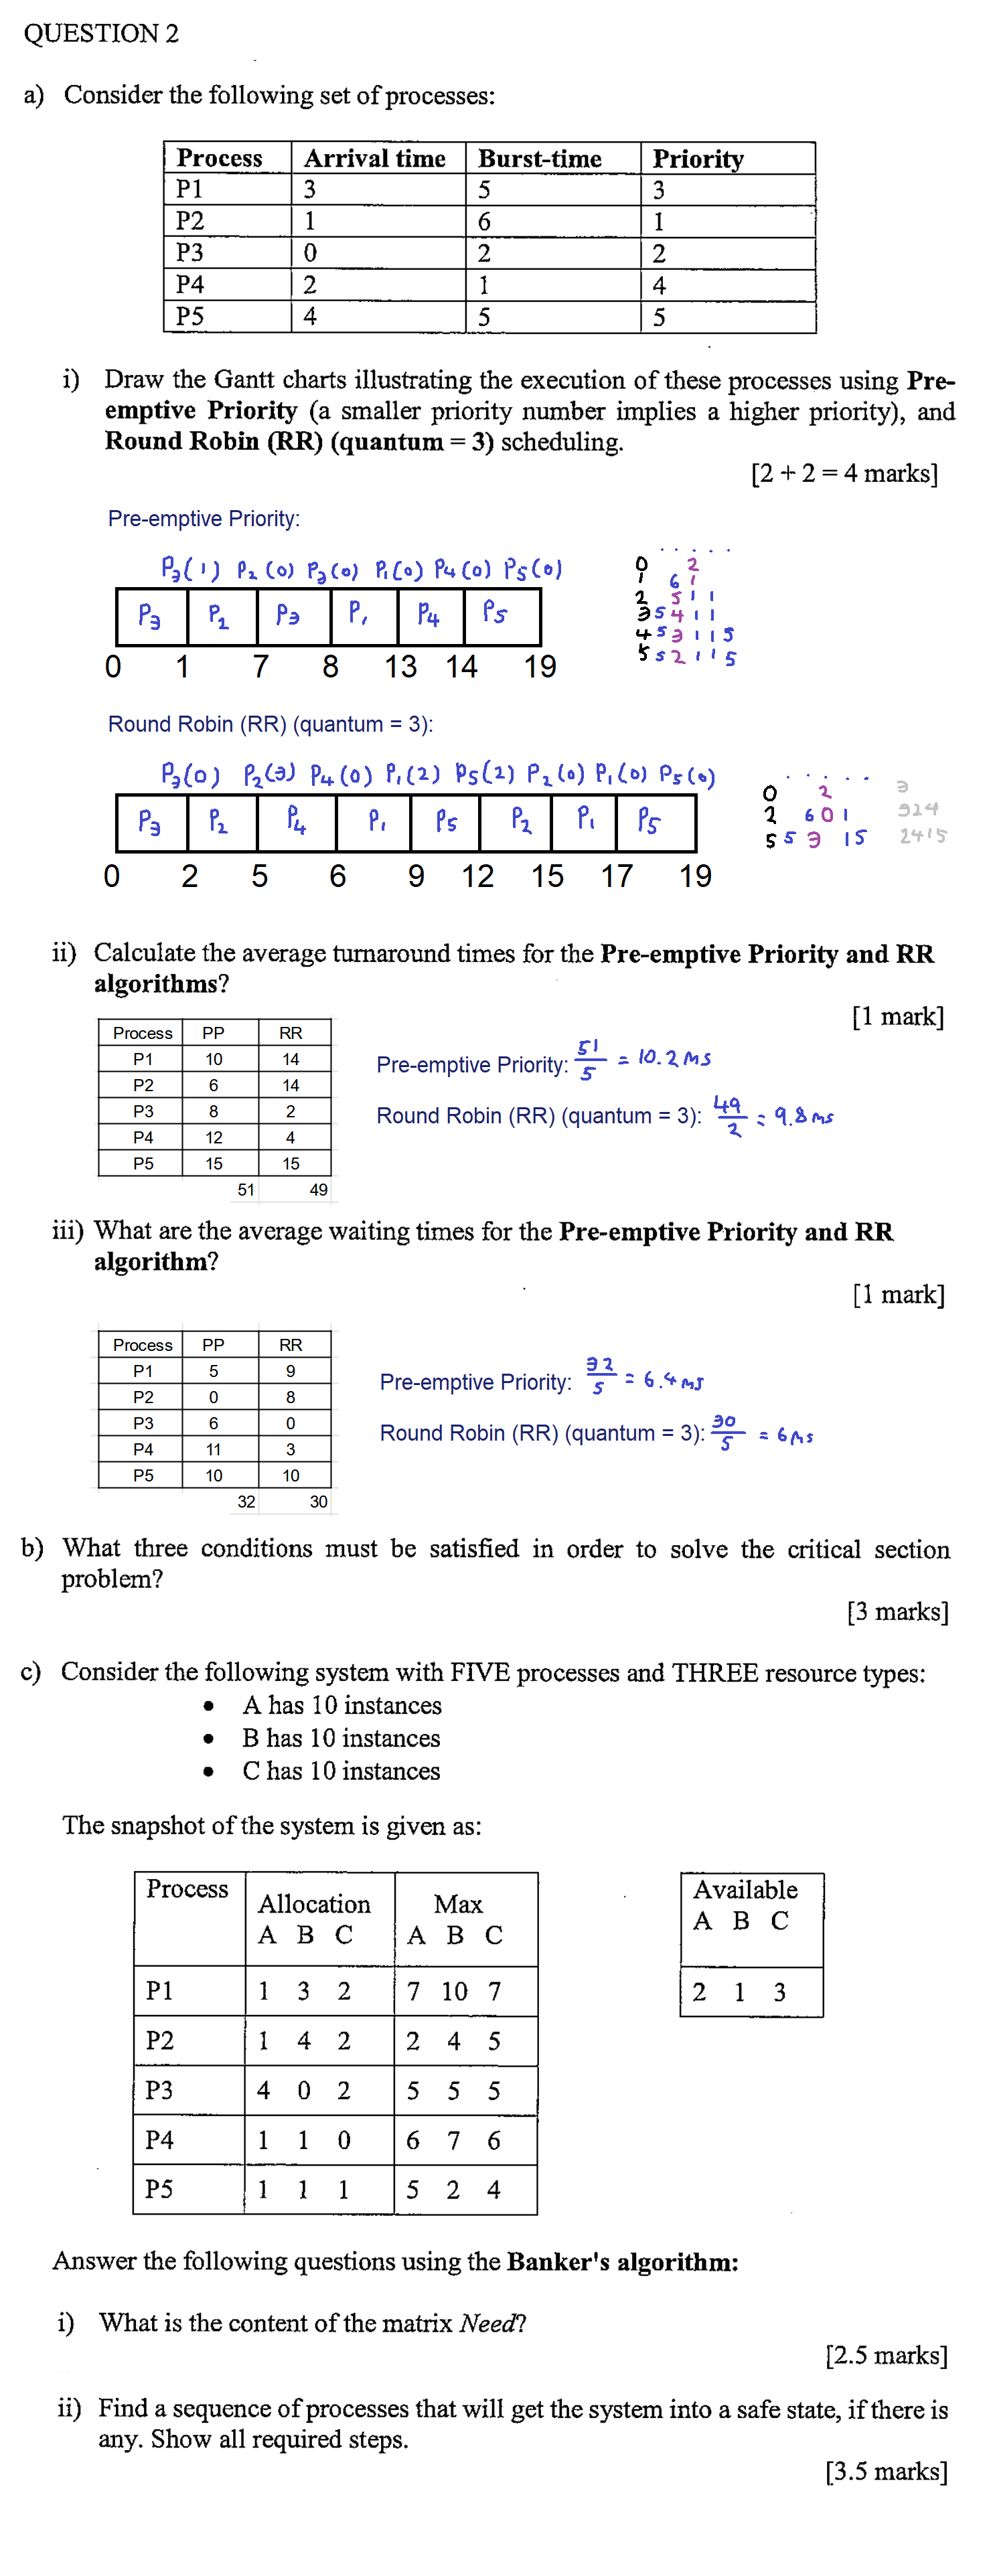 QUESTION 2
a) Consider the following set of processes:
Process Arrival time Burst-time Priority
P1 3 5 3
P2 1 6 1
P3 0 2 2
P4 2 1 4
P5 4 5 5
i) Draw the Gantt charts illustrating the execution of these processes using Pre-
emptive Priority (a smaller priority number implies a higher priority), and
Round Robin (RR) (quantum = 3) scheduling.
[2 + 2 = 4 marks]
Pre-emptive Priority:
P3(1) P2(0) P3(0) P1(0) P4(0) P5(0)
P3 P2 P3 P1 P4 P5
0 1 7 8 13 14 19
0 2
1 6 1
2 5 1 1
3 5 4 1 1
4 5 3 1 1 5
5 5 2 1 1 5
Round Robin (RR) (quantum = 3):
P3(0) P2(3) P4(0) P1(2) P5(2) P2(0) P1(0) P5(0)
P3 P2 P4 P1 P5 P2 P1 P5
0 2 5 6 9 12 15 17 19
0 2 3
2 6 0 1 324
5 5 3 1 5 2415
ii) Calculate the average turnaround times for the Pre-emptive Priority and RR
algorithms?
[1 mark]
Process PP RR
P1 10 14
P2 6 14
P3 8 2
P4 12 4
P5 15 15
51 49
Pre-emptive Priority: 51/5 = 10.2 ms
Round Robin (RR) (quantum = 3): 49/2 = 9.8 ms
iii) What are the average waiting times for the Pre-emptive Priority and RR
algorithm?
[1 mark]
Process PP RR
P1 5 9
P2 0 8
P3 6 0
P4 11 3
P5 10 10
32 30
Pre-emptive Priority: 32/5 = 6.4 ms
Round Robin (RR) (quantum = 3): 30/5 = 6 ms
b) What three conditions must be satisfied in order to solve the critical section
problem?
[3 marks]
c) Consider the following system with FIVE processes and THREE resource types:
• A has 10 instances
• B has 10 instances
• C has 10 instances
The snapshot of the system is given as:
Process Allocation Max
A B C A B C
P1 1 3 2 7 10 7
P2 1 4 2 2 4 5
P3 4 0 2 5 5 5
P4 1 1 0 6 7 6
P5 1 1 1 5 2 4
Available
A B C
2 1 3
Answer the following questions using the Banker's algorithm:
i) What is the content of the matrix Need?
[2.5 marks]
ii) Find a sequence of processes that will get the system into a safe state, if there is
any. Show all required steps.
[3.5 marks]